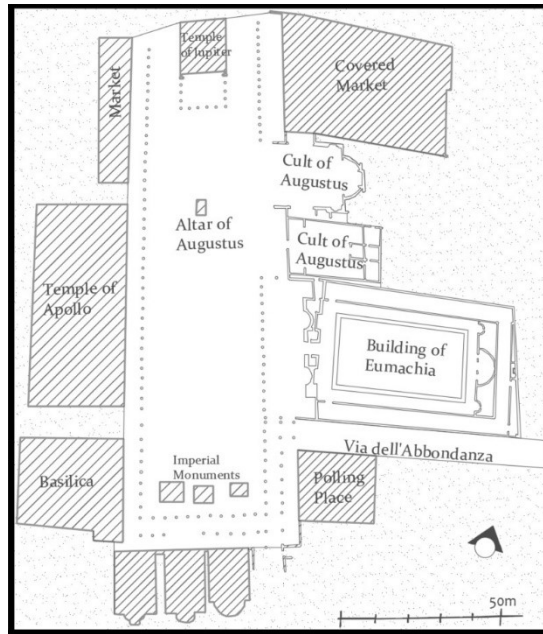 Temple of
Jupiter
Market
Covered
Market
Cult of
Augustus
Altar of
Augustus
Cult of
Augustus
Temple of
Apollo
Building of
Eumachia
Via dell'Abbondanza
Imperial
Monuments
Basilica
Polling
Place
50m